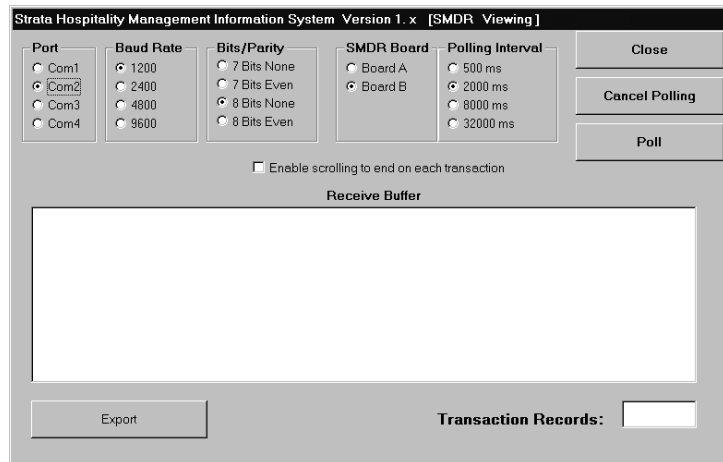 Strata Hospitality Management Information System Version 1. x [SMDR Viewing]
Port
Com1
Com2
Com3
Com4
Baud Rate
1200
2400
4800
9600
Bits/Parity
7 Bits None
7 Bits Even
8 Bits None
8 Bits Even
SMDR Board
Board A
Board B
Polling Interval
500 ms
2000 ms
8000 ms
32000 ms
Close
Cancel Polling
Poll
Enable scrolling to end on each transaction
Receive Buffer
Export
Transaction Records: